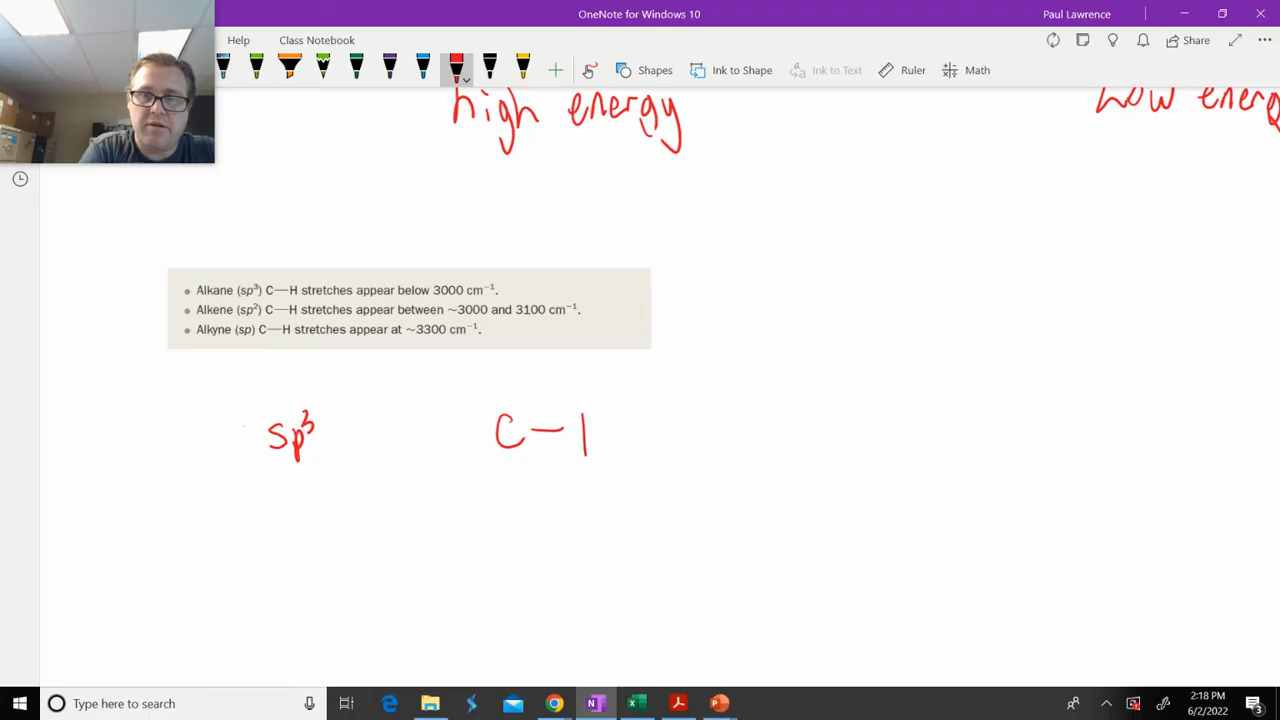 OneNote for Windows 10
Paul Lawrence
Help
Class Notebook
Share
Shapes
Ink to Shape
Ink to Text
Ruler
Math
high energy
Low energ
• Alkane (sp³) C—H stretches appear below 3000 cm⁻¹.
• Alkene (sp²) C—H stretches appear between ~3000 and 3100 cm⁻¹.
• Alkyne (sp) C—H stretches appear at ~3300 cm⁻¹.
sp³ C–|
Type here to search
2:18 PM
6/2/2022
3